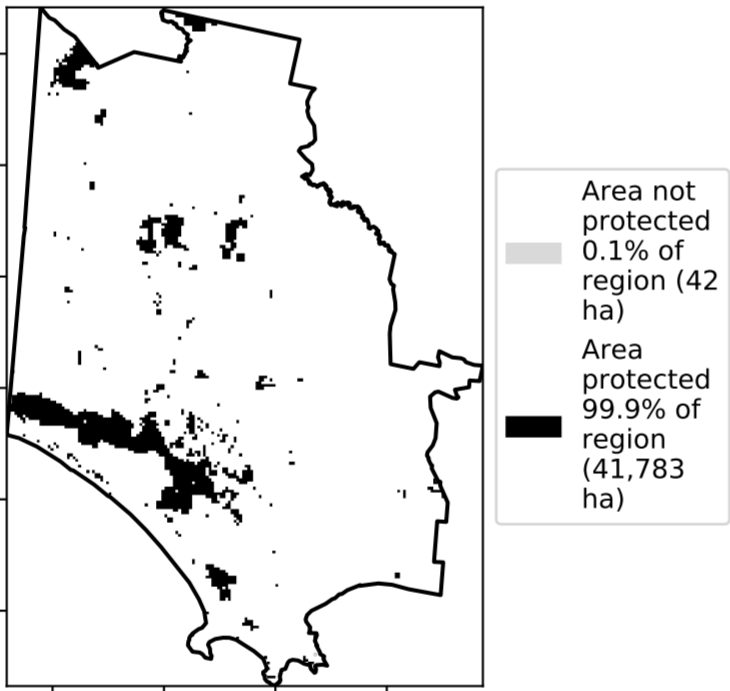 Area not
protected
0.1% of
region (42
ha)
Area
protected
99.9% of
region
(41,783
ha)